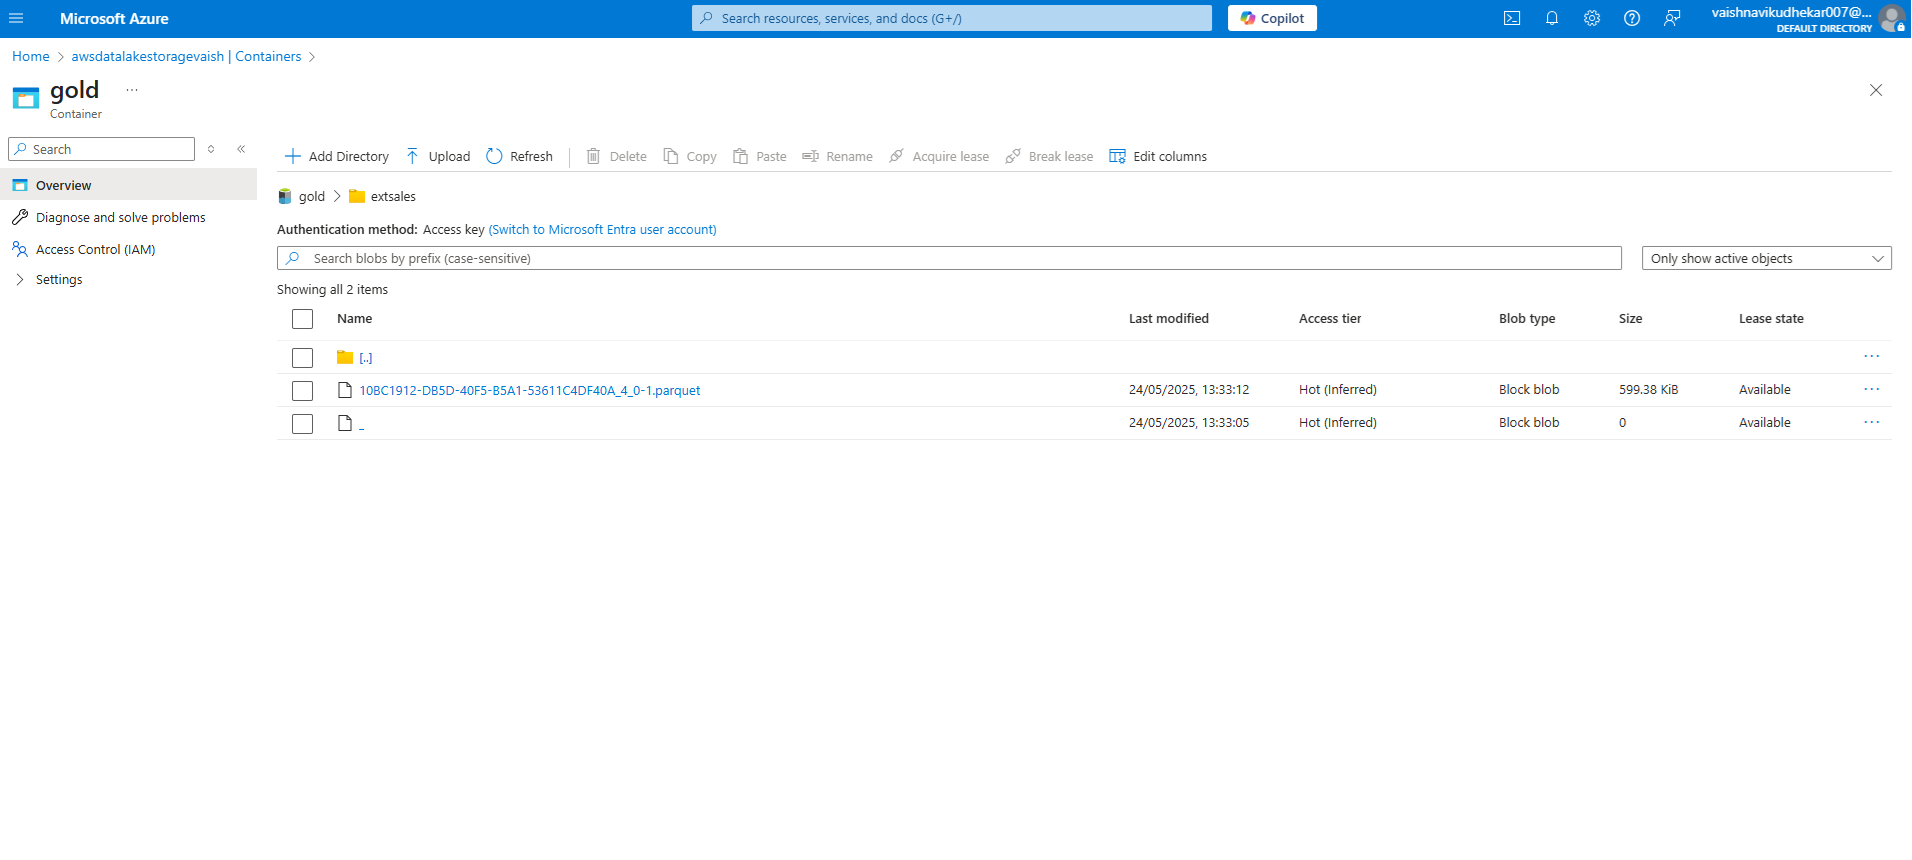 Microsoft Azure
Search resources, services, and docs (G+/)
Copilot
vaishnavikudhekar007@...
DEFAULT DIRECTORY
Home > awsdatalakestoragevaish | Containers >
gold ...
Container
Search
Overview
Diagnose and solve problems
Access Control (IAM)
Settings
Add Directory Upload Refresh Delete Copy Paste Rename Acquire lease Break lease Edit columns
gold > extsales
Authentication method: Access key (Switch to Microsoft Entra user account)
Search blobs by prefix (case-sensitive)
Only show active objects
Showing all 2 items
Name Last modified Access tier Blob type Size Lease state
[..] ...
10BC1912-DB5D-40F5-B5A1-53611C4DF40A_4_0-1.parquet 24/05/2025, 13:33:12 Hot (Inferred) Block blob 599.38 KiB Available ...
_ 24/05/2025, 13:33:05 Hot (Inferred) Block blob 0 Available ...